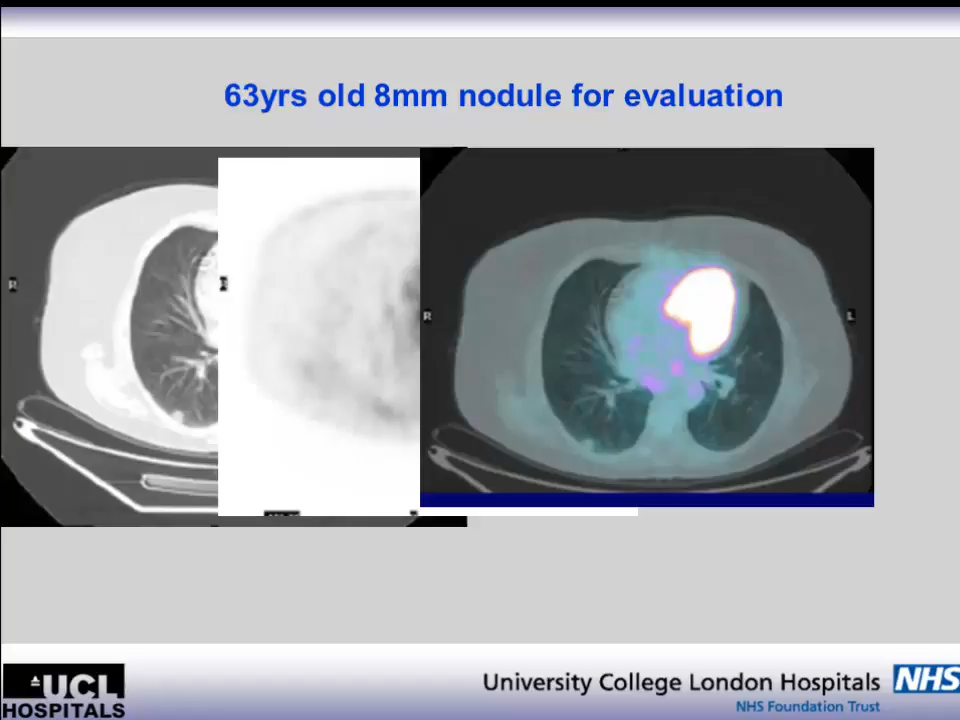 63yrs old 8mm nodule for evaluation
R
R
L
UCL
HOSPITALS
University College London Hospitals
NHS
NHS Foundation Trust